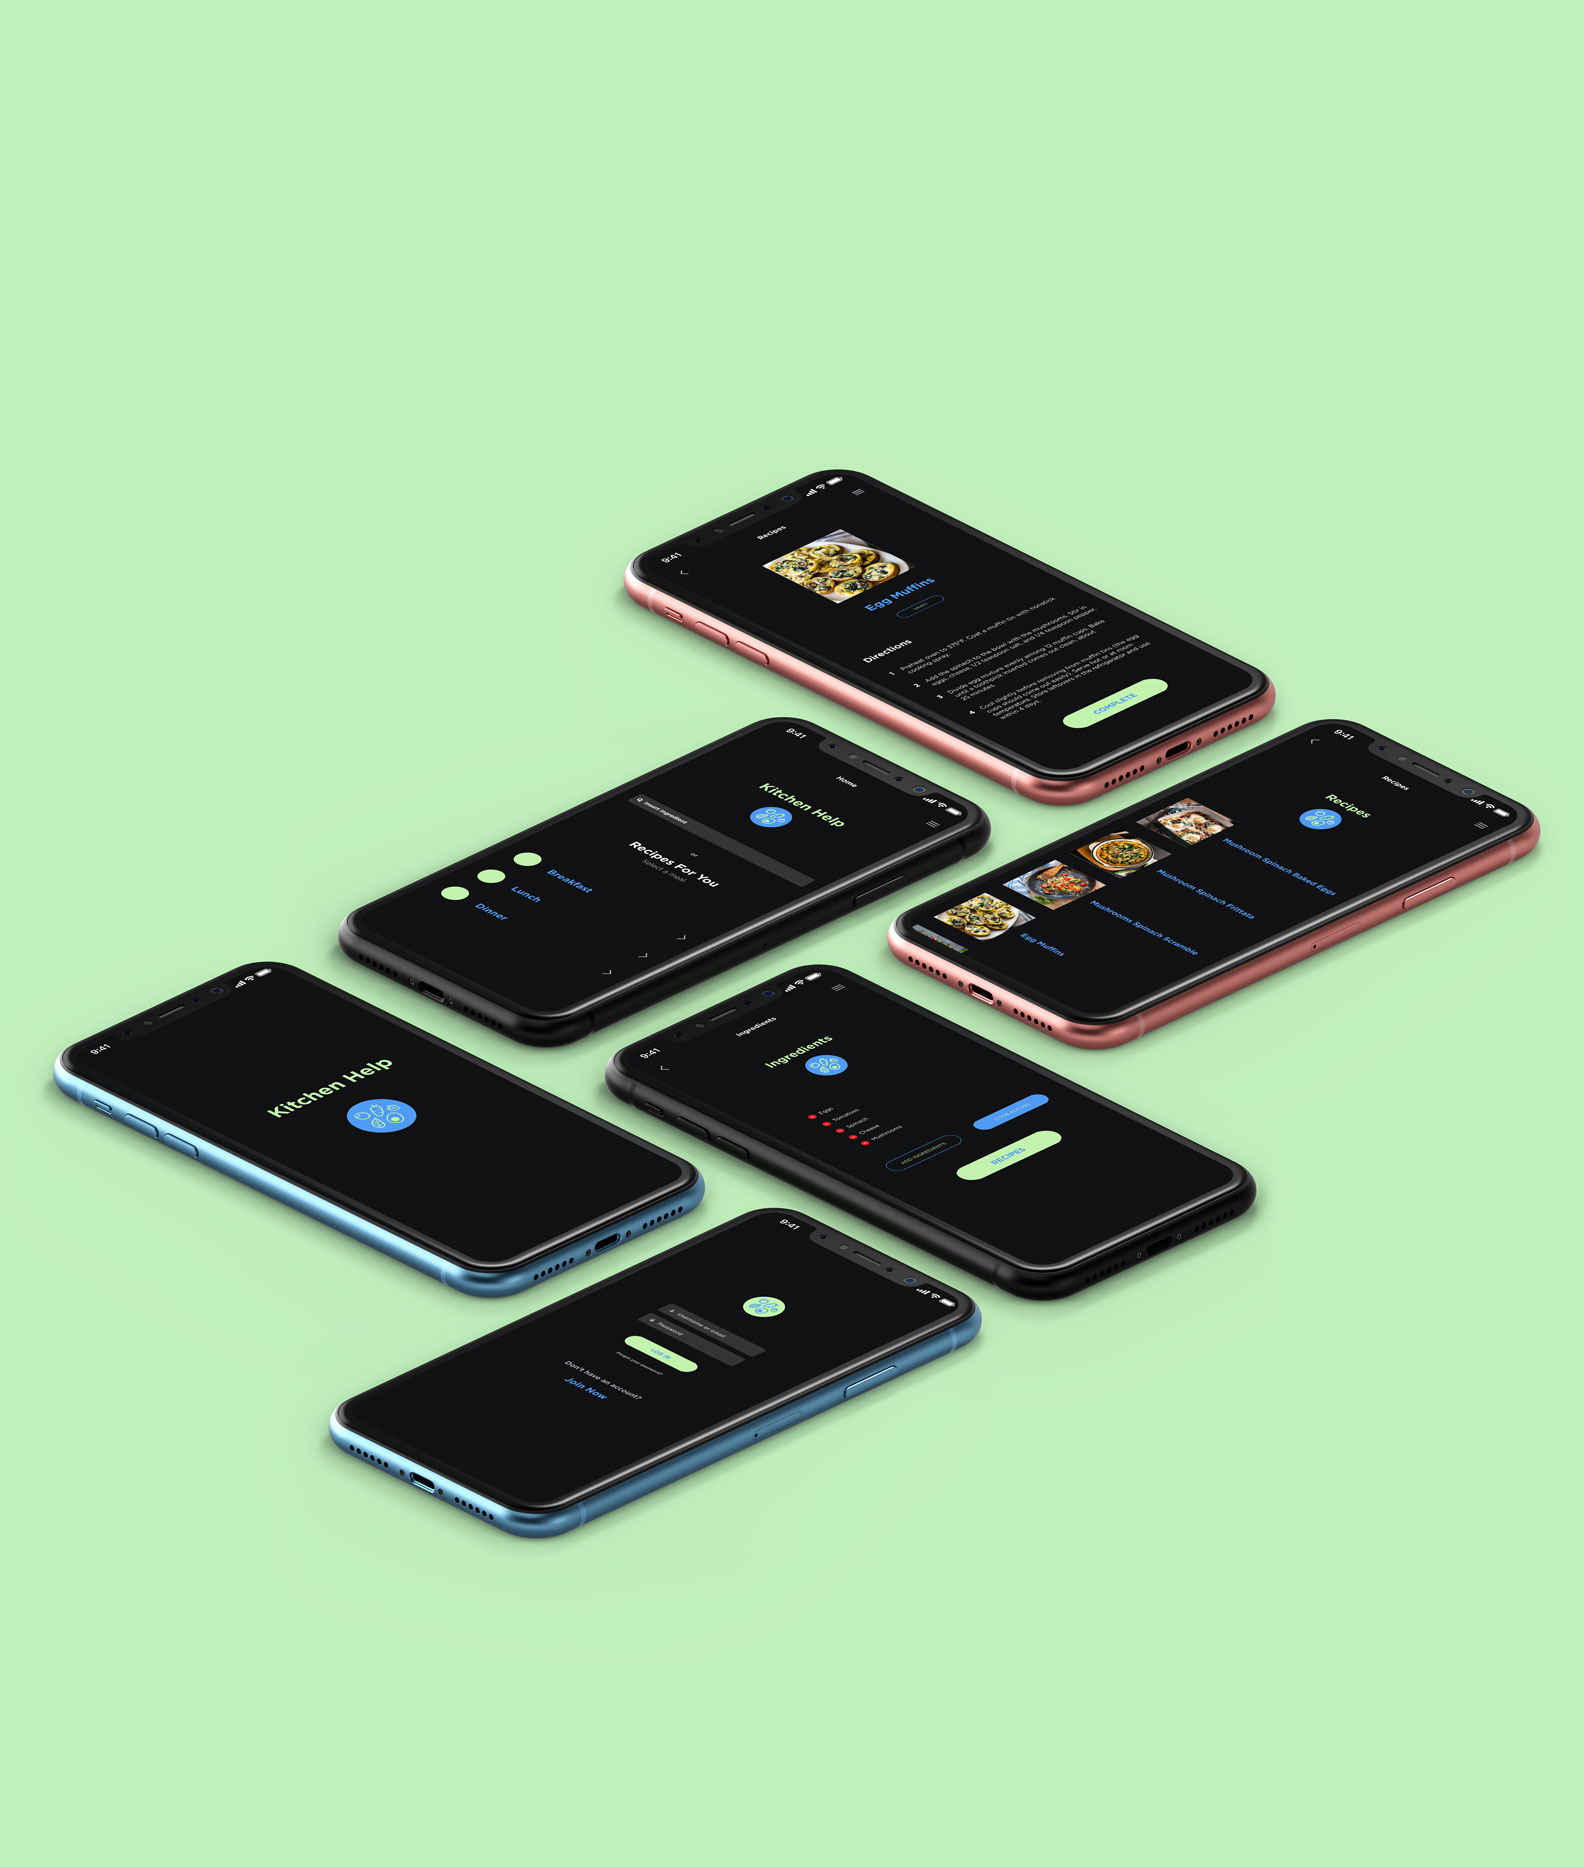 9:41
Recipes
Egg Muffins
Directions
1 Preheat oven to 375°F. Coat a muffin tin with nonstick
cooking spray.
2 Add the spinach to the bowl with the mushrooms. Stir in
eggs, cheese, 1/2 teaspoon salt, and 1/4 teaspoon pepper.
3 Divide egg mixture evenly among 12 muffin cups. Bake
until a toothpick inserted comes out clean, about
25 minutes.
4 Cool slightly before removing from muffin tins (the egg
cups should come out easily). Serve hot or at room
temperature. Store leftovers in the refrigerator and use
within 4 days.
COMPLETE
9:41
Home
Kitchen Help
Insert Ingredient
or
Recipes For You
Select a meal
Breakfast
Lunch
Dinner
9:41
Recipes
Recipes
Mushroom Spinach Baked Eggs
Mushroom Spinach Frittata
Mushrooms Spinach Scramble
Egg Muffins
9:41
Kitchen Help
9:41
Ingredients
Ingredients
Eggs
Tomatoes
Spinach
Cheese
Mushrooms
ADD INGREDIENTS
DONE EDITING
RECIPES
9:41
Username or email
Password
LOG IN
Forgot your password?
Don't have an account?
Join Now